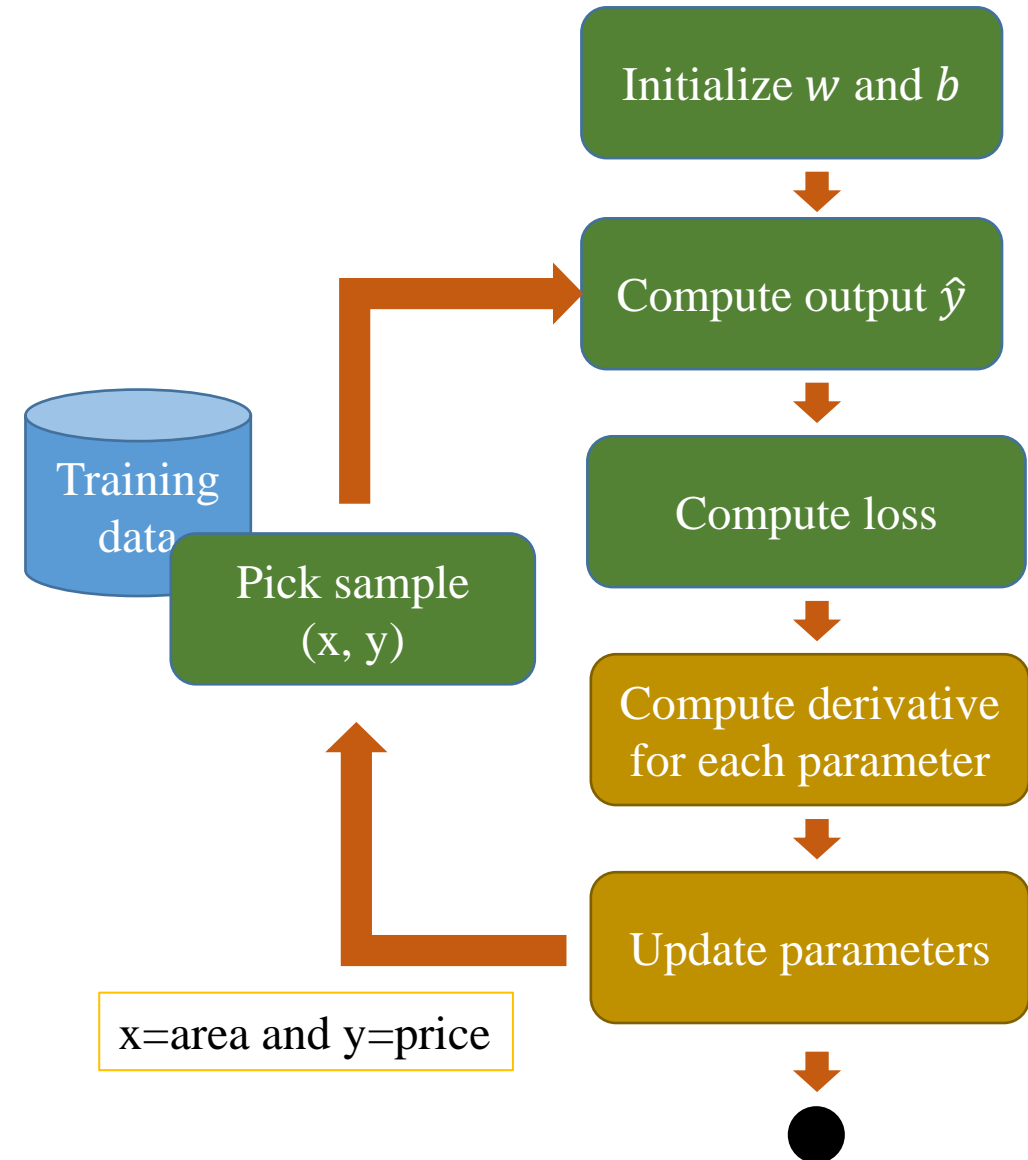 Initialize w and b
Compute output ŷ
Training
data
Compute loss
Pick sample
(x, y)
Compute derivative
for each parameter
Update parameters
x=area and y=price